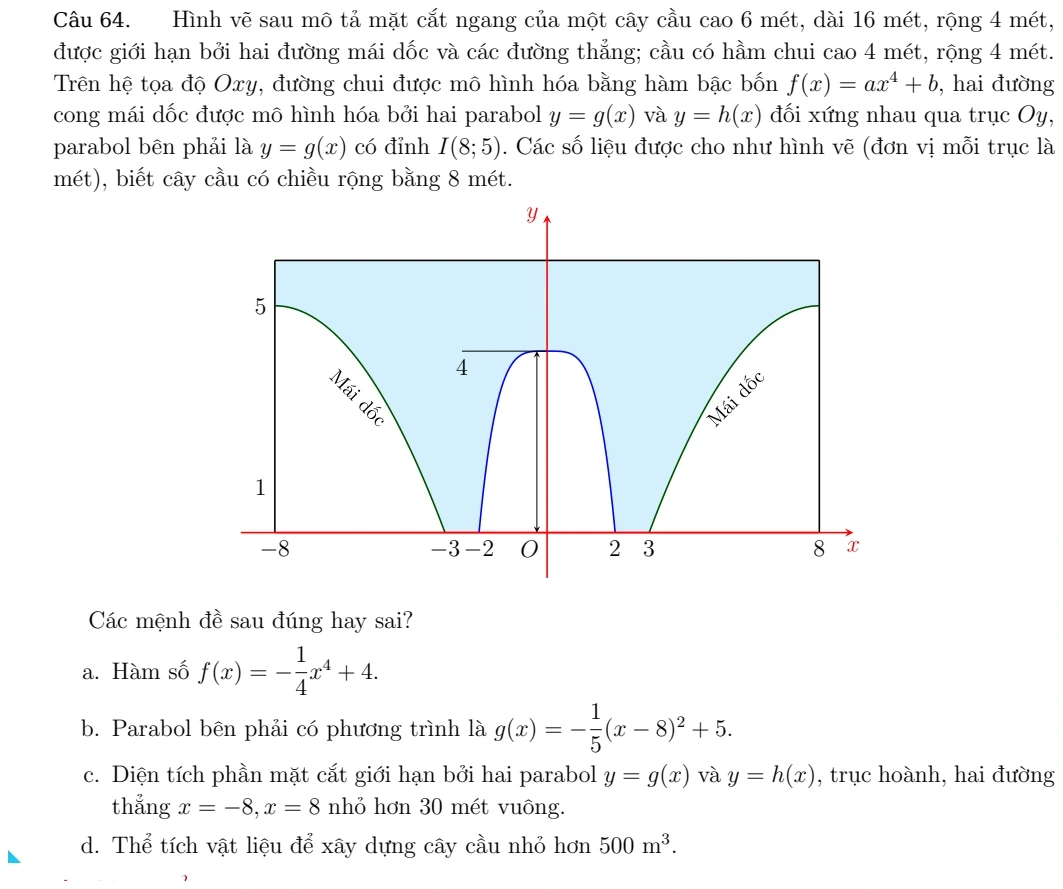 Câu 64. Hình vẽ sau mô tả mặt cắt ngang của một cây cầu cao 6 mét, dài 16 mét, rộng 4 mét,
được giới hạn bởi hai đường mái dốc và các đường thẳng; cầu có hầm chui cao 4 mét, rộng 4 mét.
Trên hệ tọa độ Oxy, đường chui được mô hình hóa bằng hàm bậc bốn f(x) = ax⁴ + b, hai đường
cong mái dốc được mô hình hóa bởi hai parabol y = g(x) và y = h(x) đối xứng nhau qua trục Oy,
parabol bên phải là y = g(x) có đỉnh I(8; 5). Các số liệu được cho như hình vẽ (đơn vị mỗi trục là
mét), biết cây cầu có chiều rộng bằng 8 mét.
y
5
4
Mái dốc
Mái dốc
1
−8 −3 −2 O 2 3 8 x
Các mệnh đề sau đúng hay sai?
a. Hàm số f(x) = −1/4 x⁴ + 4.
b. Parabol bên phải có phương trình là g(x) = −1/5 (x − 8)² + 5.
c. Diện tích phần mặt cắt giới hạn bởi hai parabol y = g(x) và y = h(x), trục hoành, hai đường
thẳng x = −8, x = 8 nhỏ hơn 30 mét vuông.
d. Thể tích vật liệu để xây dựng cây cầu nhỏ hơn 500 m³.